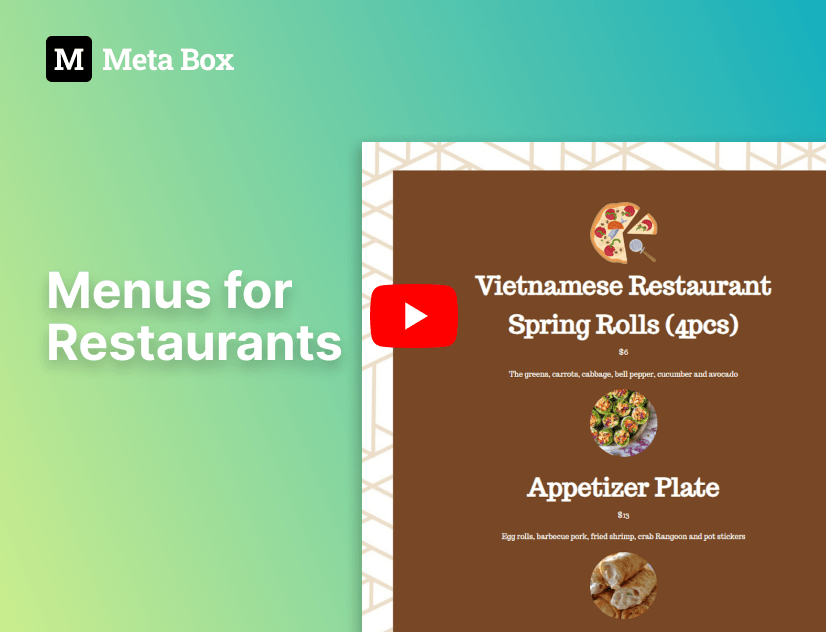 M Meta Box
Menus for
Restaurants
Vietnamese Restaurant
Spring Rolls (4pcs)
$6
The greens, carrots, cabbage, bell pepper, cucumber and avocado
Appetizer Plate
$13
Egg rolls, barbecue pork, fried shrimp, crab Rangoon and pot stickers